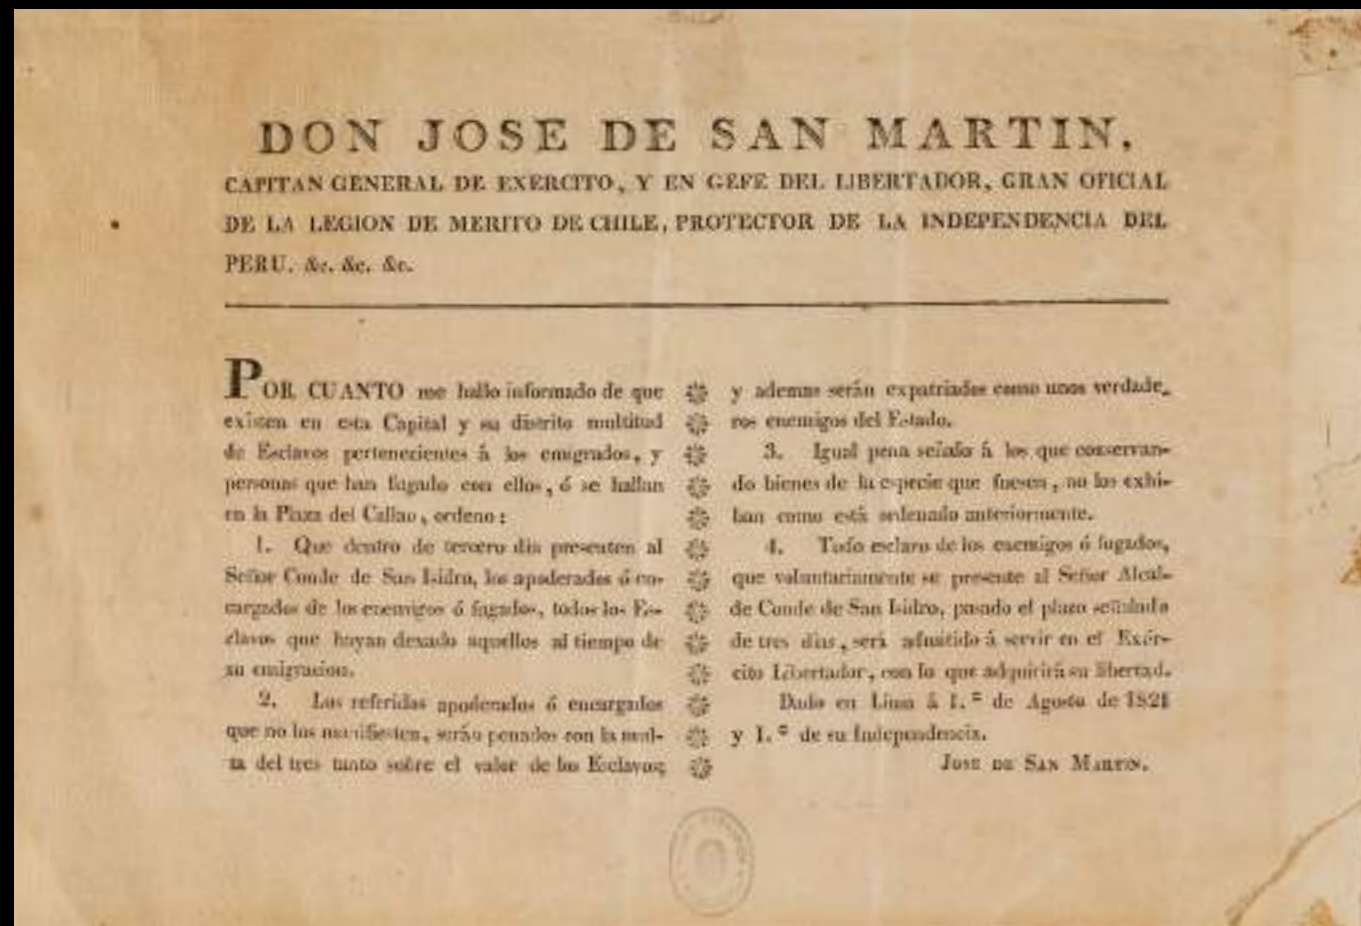 DON JOSE DE SAN MARTIN,
CAPITAN GENERAL DE EXERCITO, Y EN GEFE DEL LIBERTADOR, GRAN OFICIAL
DE LA LEGION DE MERITO DE CHILE, PROTECTOR DE LA INDEPENDENCIA DEL
PERU. &c. &c. &c.
POR CUANTO me hallo informado de que
existen en esta Capital y su distrito multitud
de Esclavos pertenecientes á los emigrados, y
personas que han fugado con ellos, ó se hallan
en la Plaza del Callao, ordeno:
1. Que dentro de tercero dia presenten al
Señor Conde de San Isidro, los apoderados ó en-
cargados de los enemigos ó fugados, todos los Es-
clavos que hayan dexado aquellos al tiempo de
su emigracion.
2. Los referidos apoderados ó encargados
que no los manifiesten, serán penados con la mul-
ta del tres tanto sobre el valor de los Esclavos;
y ademas serán expatriados como unos verdade-
ros enemigos del Estado.
3. Igual pena señalo á los que conservan-
do bienes de la especie que fuesen, no los exhi-
ban como está ordenado anteriormente.
4. Todo esclavo de los enemigos ó fugados,
que voluntariamente se presente al Señor Alcal-
de Conde de San Isidro, pasado el plazo señalado
de tres dias, será admitido á servir en el Exér-
cito Libertador, con lo que adquirirá su libertad.
Dado en Lima á 1.º de Agosto de 1821
y 1.º de su Independencia.
JOSE DE SAN MARTIN.